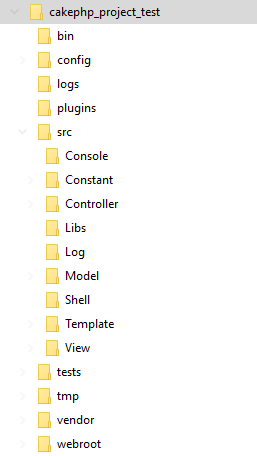 cakephp_project_test
bin
config
logs
plugins
src
Console
Constant
Controller
Libs
Log
Model
Shell
Template
View
tests
tmp
vendor
webroot